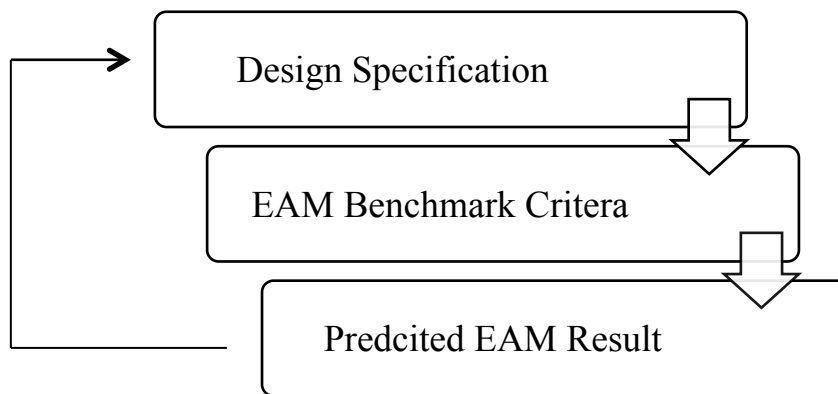 Design Specification
EAM Benchmark Critera
Predcited EAM Result